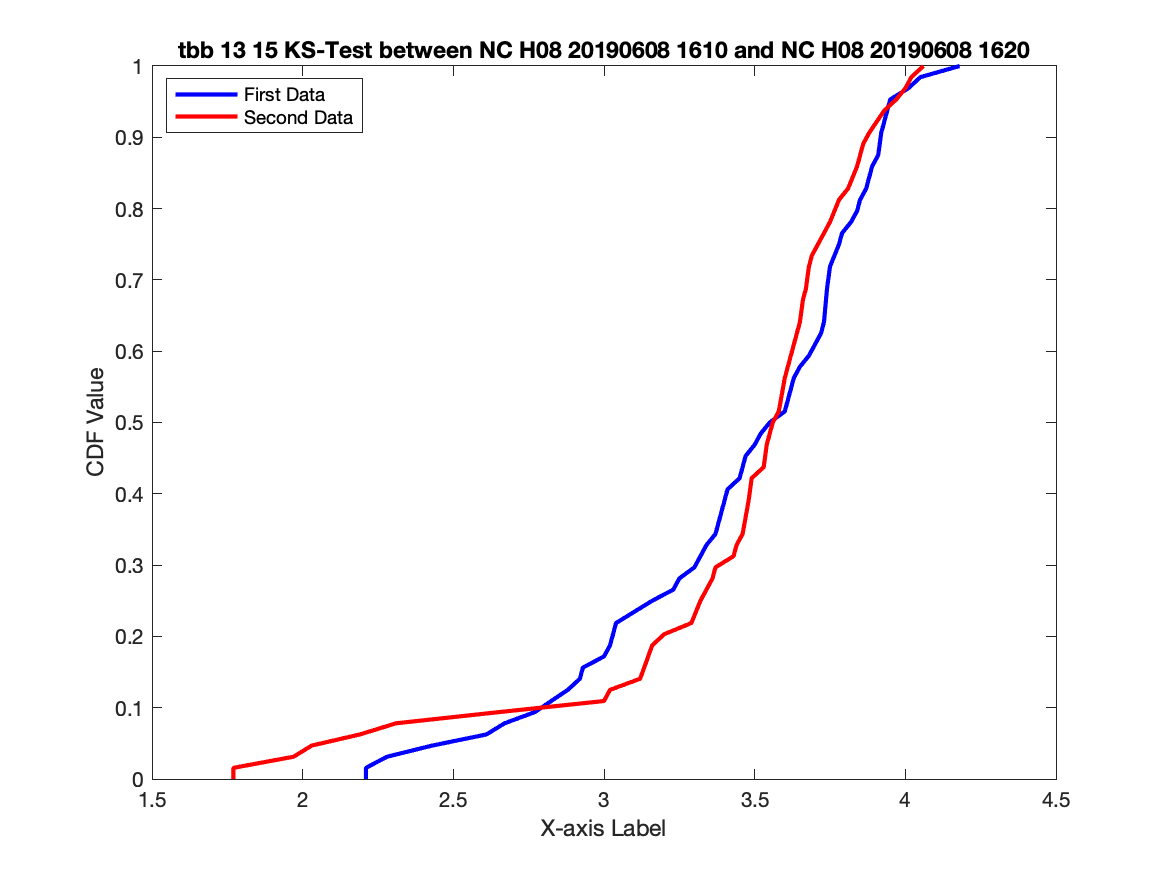 tbb 13 15 KS-Test between NC H08 20190608 1610 and NC H08 20190608 1620
First Data
Second Data
1
0.9
0.8
0.7
0.6
0.5
0.4
0.3
0.2
0.1
0
CDF Value
1.5 2 2.5 3 3.5 4 4.5
X-axis Label